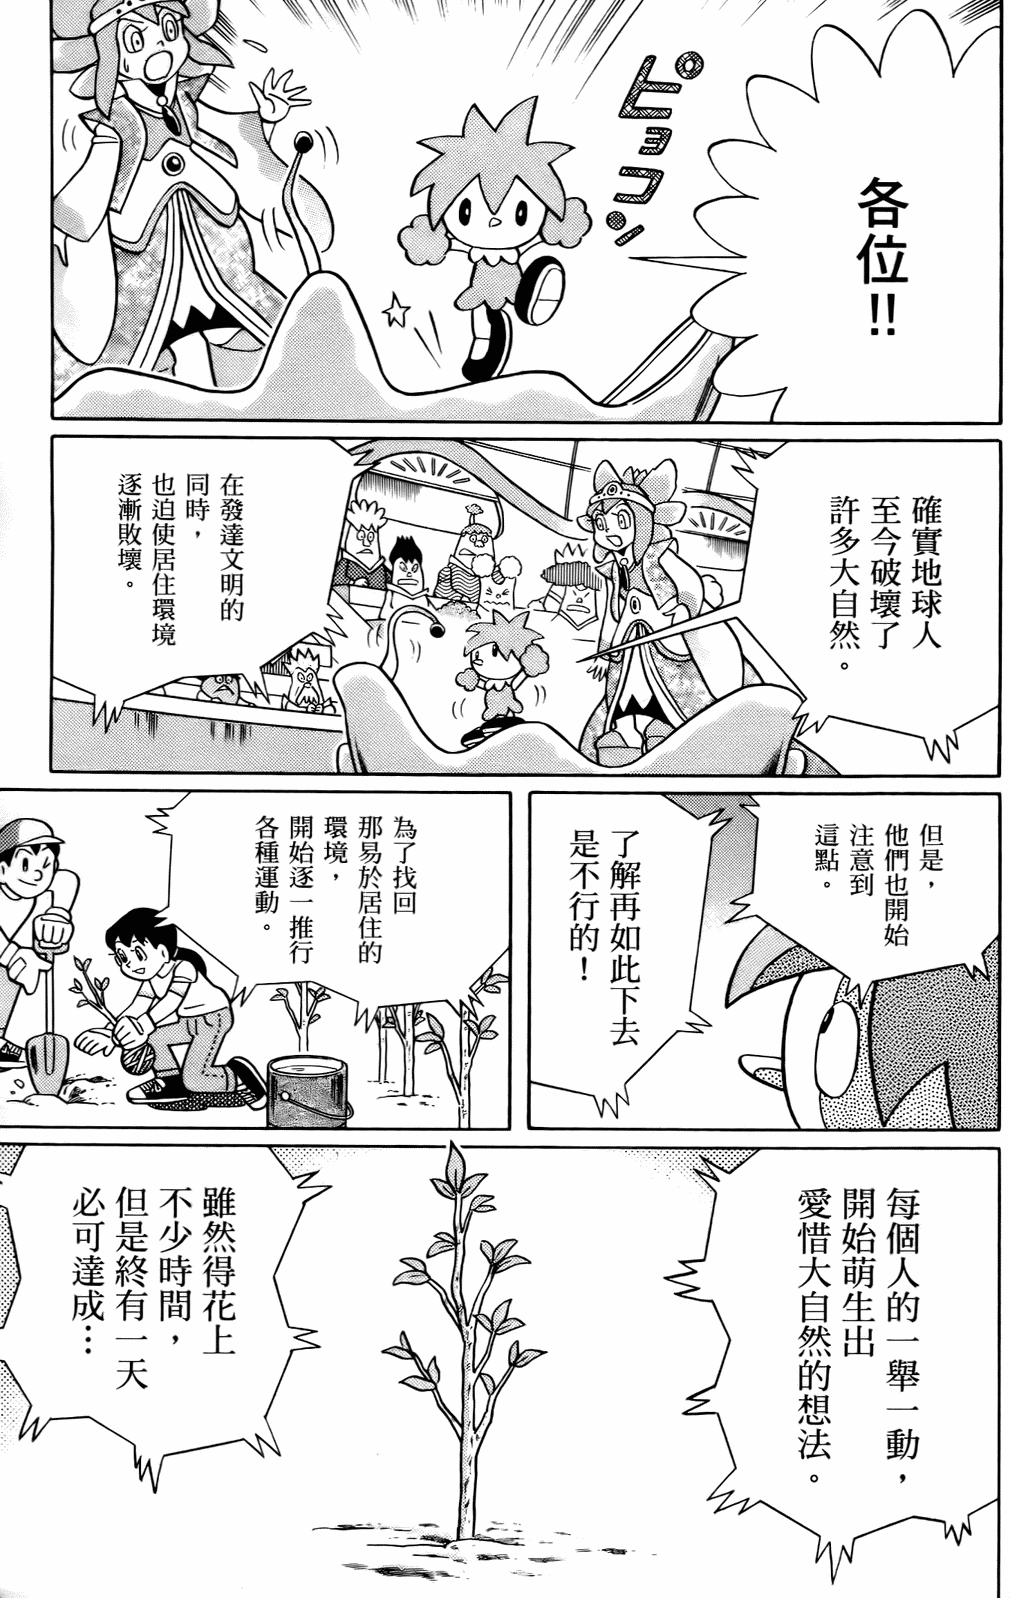 各位!!
ピョコン
確實地球人
至今破壞了
許多大自然。
在發達文明的
同時，
也迫使居住環境
逐漸敗壞。
但是，
他們也開始
注意到
這點。
了解再如此下去
是不行的！
為了找回
那易於居住的
環境，
開始逐一推行
各種運動。
每個人的一舉一動，
開始萌生出
愛惜大自然的想法。
雖然得花上
不少時間，
但是終有一天
必可達成…